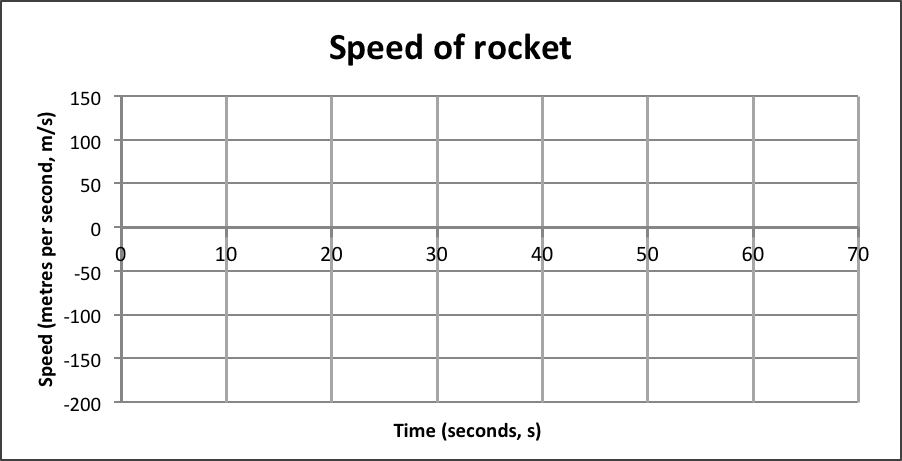 Speed of rocket
Speed (metres per second, m/s)
150
100
50
0
-50
-100
-150
-200
0 10 20 30 40 50 60 70
Time (seconds, s)